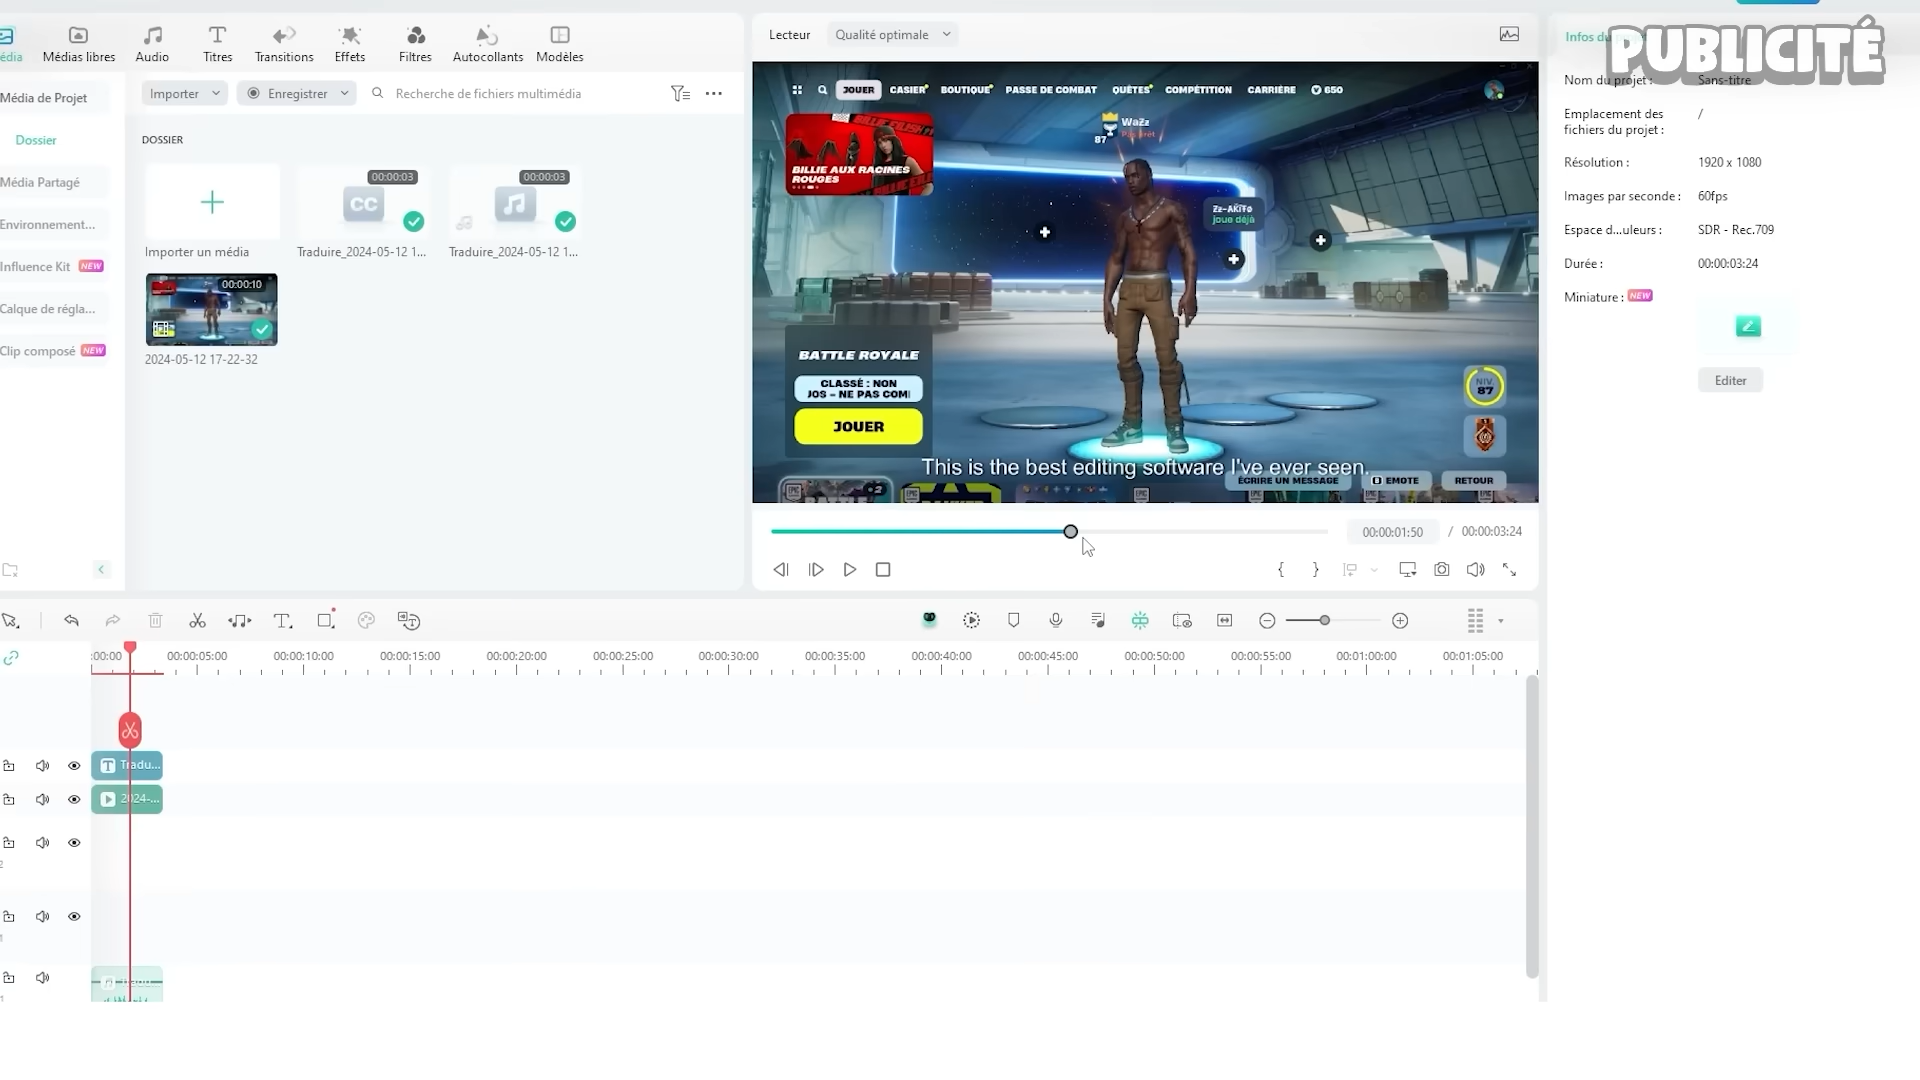 PUBLICITÉ
édia
Médias libres
Audio
Titres
Transitions
Effets
Filtres
Autocollants
Modèles
Média de Projet
Dossier
Média Partagé
Environnement...
Influence Kit NEW
Calque de régla...
Clip composé NEW
Importer
Enregistrer
Recherche de fichiers multimédia
DOSSIER
Importer un média
00:00:03
CC
Traduire_2024-05-12 1...
00:00:03
Traduire_2024-05-12 1...
00:00:10
2024-05-12 17-22-32
Lecteur
Qualité optimale
JOUER CASIER BOUTIQUE PASSE DE COMBAT QUÊTES COMPÉTITION CARRIÈRE 650
BILLIE AUX RACINES
ROUGES
WaZz
87 Pas prêt
Zz-AKiTo
joue déjà
BATTLE ROYALE
CLASSÉ : NON
JOS – NE PAS COM
JOUER
NIV.
87
This is the best editing software I've ever seen.
ÉCRIRE UN MESSAGE
EMOTE
RETOUR
00:00:01:50 / 00:00:03:24
Infos du
Nom du projet : Sans-titre
Emplacement des
fichiers du projet : /
Résolution : 1920 x 1080
Images par seconde : 60fps
Espace d...uleurs : SDR - Rec.709
Durée : 00:00:03:24
Miniature : NEW
Editer
:00:00 00:00:05:00 00:00:10:00 00:00:15:00 00:00:20:00 00:00:25:00 00:00:30:00 00:00:35:00 00:00:40:00 00:00:45:00 00:00:50:00 00:00:55:00 00:01:00:00 00:01:05:00
Tradu...
2024-...